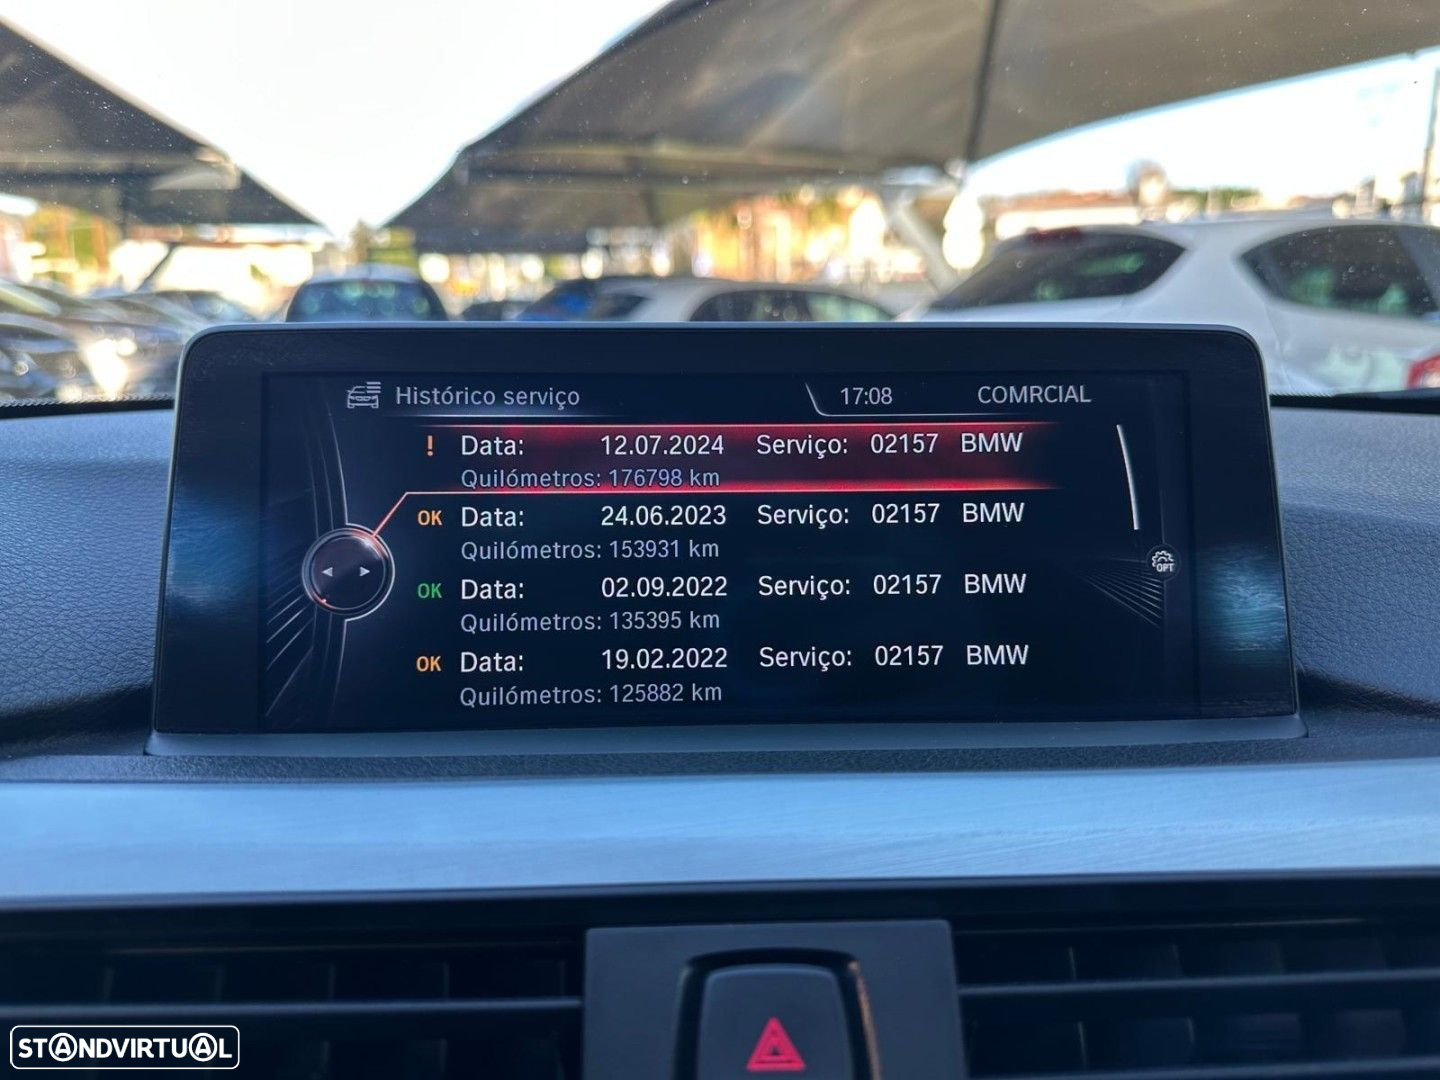 Histórico serviço 17:08 COMRCIAL
! Data: 12.07.2024 Serviço: 02157 BMW
Quilómetros: 176798 km
OK Data: 24.06.2023 Serviço: 02157 BMW
Quilómetros: 153931 km
OK Data: 02.09.2022 Serviço: 02157 BMW
Quilómetros: 135395 km
OK Data: 19.02.2022 Serviço: 02157 BMW
Quilómetros: 125882 km
OPT
STANDVIRTUAL